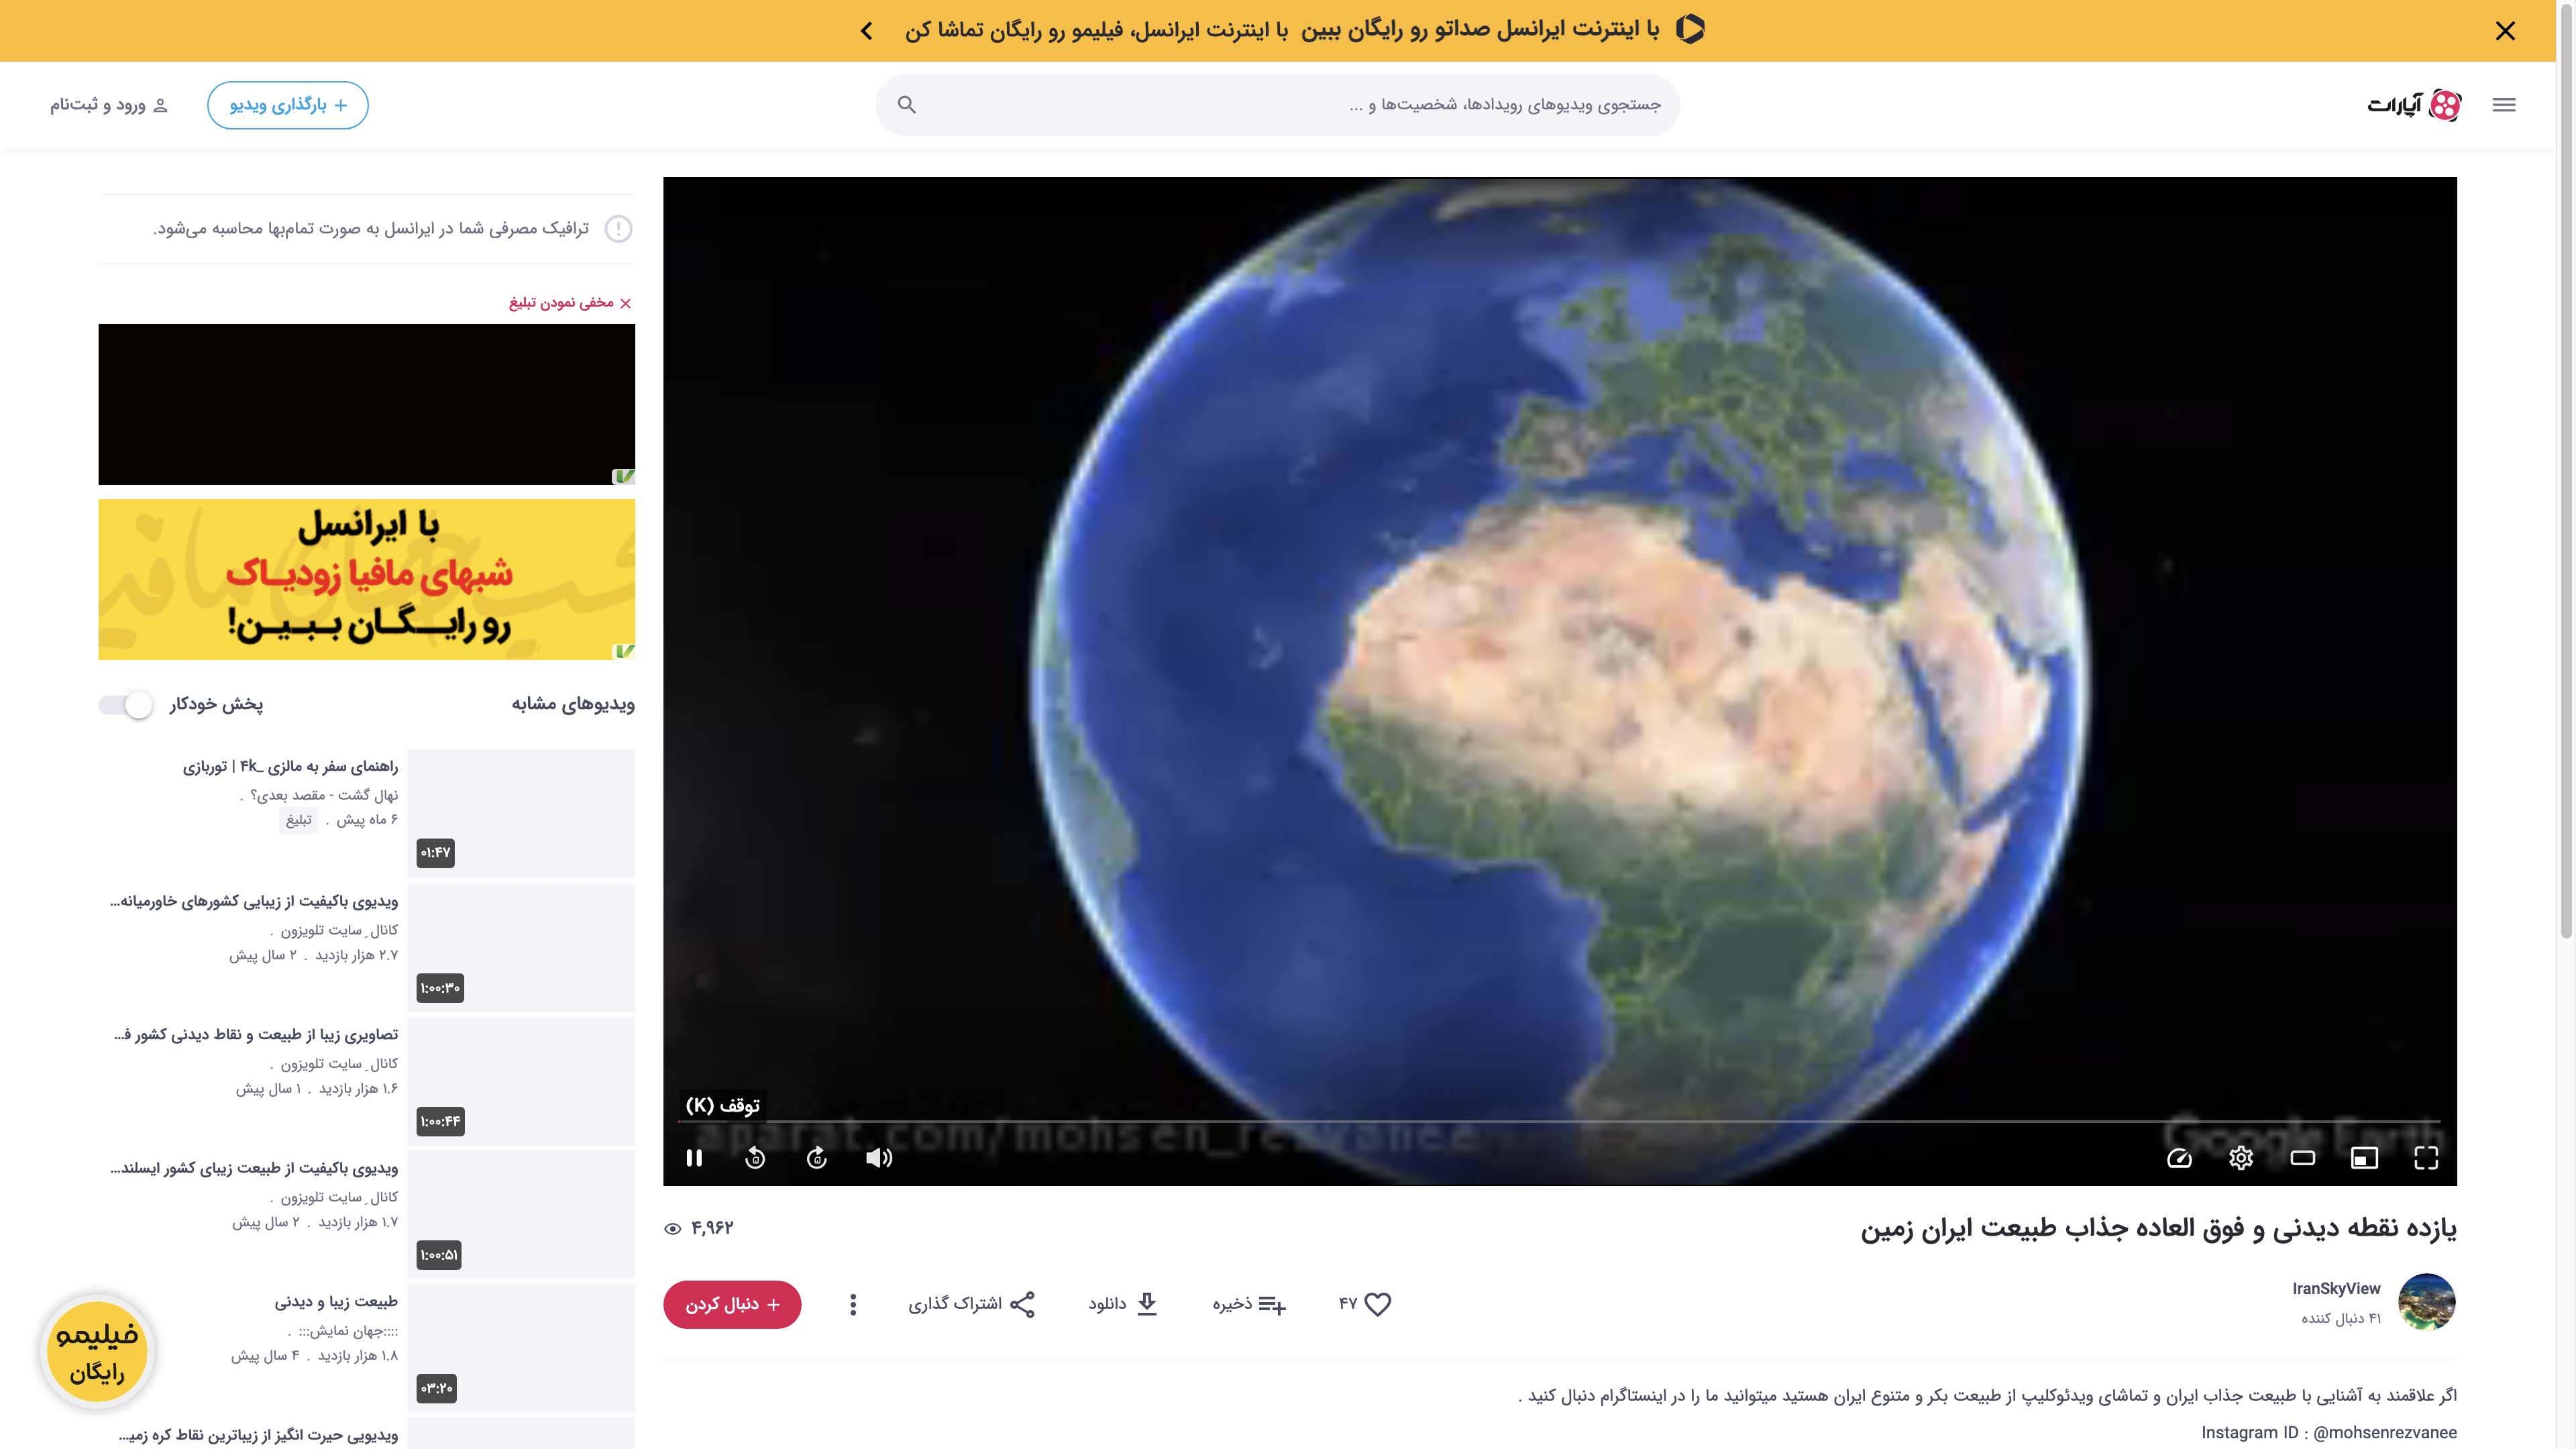 با اینترنت ایرانسل صداتو رو رایگان ببین با اینترنت ایرانسل، فیلیمو رو رایگان تماشا کن
آپارات
جستجوی ویدیوهای رویدادها، شخصیت‌ها و ...
+ بارگذاری ویدیو
ورود و ثبت‌نام
توقف (K)
aparat.com/mohsen_rezvanee
Google Earth
یازده نقطه دیدنی و فوق العاده جذاب طبیعت ایران زمین
۴,۹۶۲
IranSkyView
۴۱ دنبال کننده
۴۷
ذخیره
دانلود
اشتراک گذاری
+ دنبال کردن
اگر علاقمند به آشنایی با طبیعت جذاب ایران و تماشای ویدئوکلیپ از طبیعت بکر و متنوع ایران هستید میتوانید ما را در اینستاگرام دنبال کنید .
Instagram ID : @mohsenrezvanee
ترافیک مصرفی شما در ایرانسل به صورت تمام‌بها محاسبه می‌شود.
مخفی نمودن تبلیغ
با ایرانسل
شبهای مافیا زودیـاک
رو رایـــگــان بــبــیــن!
ویدیوهای مشابه
پخش خودکار
راهنمای سفر به مالزی _۴k | توربازی
نهال گشت - مقصد بعدی؟ .
۶ ماه پیش . تبلیغ
۰۱:۴۷
ویدیوی باکیفیت از زیبایی کشورهای خاورمیانه...
کانال ِ سایت تلویزون .
۲.۷ هزار بازدید . ۲ سال پیش
۱:۰۰:۳۰
تصاویری زیبا از طبیعت و نقاط دیدنی کشور ف...
کانال ِ سایت تلویزون .
۱.۶ هزار بازدید . ۱ سال پیش
۱:۰۰:۴۴
ویدیوی باکیفیت از طبیعت زیبای کشور ایسلند...
کانال ِ سایت تلویزون .
۱.۷ هزار بازدید . ۲ سال پیش
۱:۰۰:۵۱
طبیعت زیبا و دیدنی
::::جهان نمایش::: .
۱.۸ هزار بازدید . ۴ سال پیش
۰۳:۲۰
ویدیویی حیرت انگیز از زیباترین نقاط کره زمیـ...
فیلیمو
رایگان